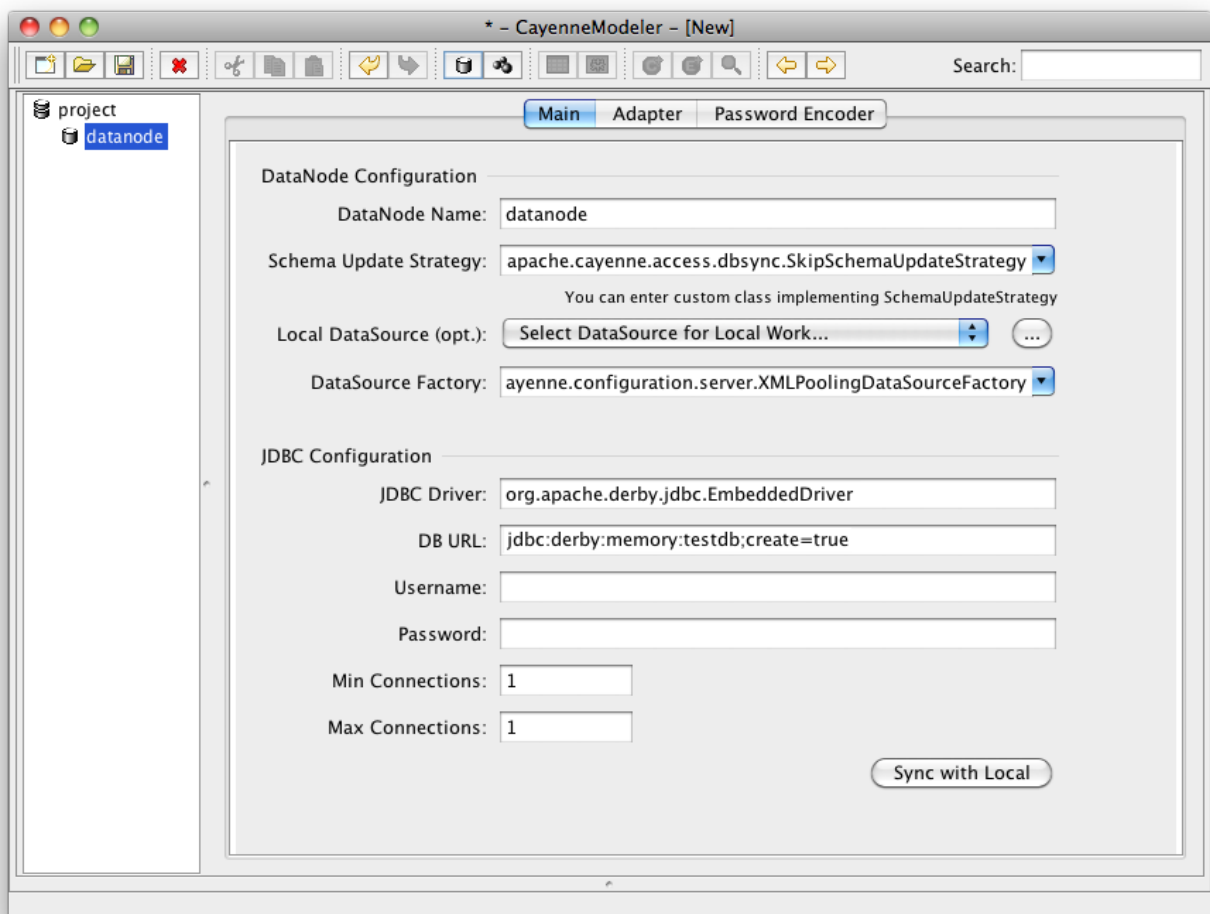 * – CayenneModeler – [New]
Search:
project
datanode
Main Adapter Password Encoder
DataNode Configuration
DataNode Name: datanode
Schema Update Strategy: apache.cayenne.access.dbsync.SkipSchemaUpdateStrategy
You can enter custom class implementing SchemaUpdateStrategy
Local DataSource (opt.): Select DataSource for Local Work... ...
DataSource Factory: ayenne.configuration.server.XMLPoolingDataSourceFactory
JDBC Configuration
JDBC Driver: org.apache.derby.jdbc.EmbeddedDriver
DB URL: jdbc:derby:memory:testdb;create=true
Username:
Password:
Min Connections: 1
Max Connections: 1
Sync with Local